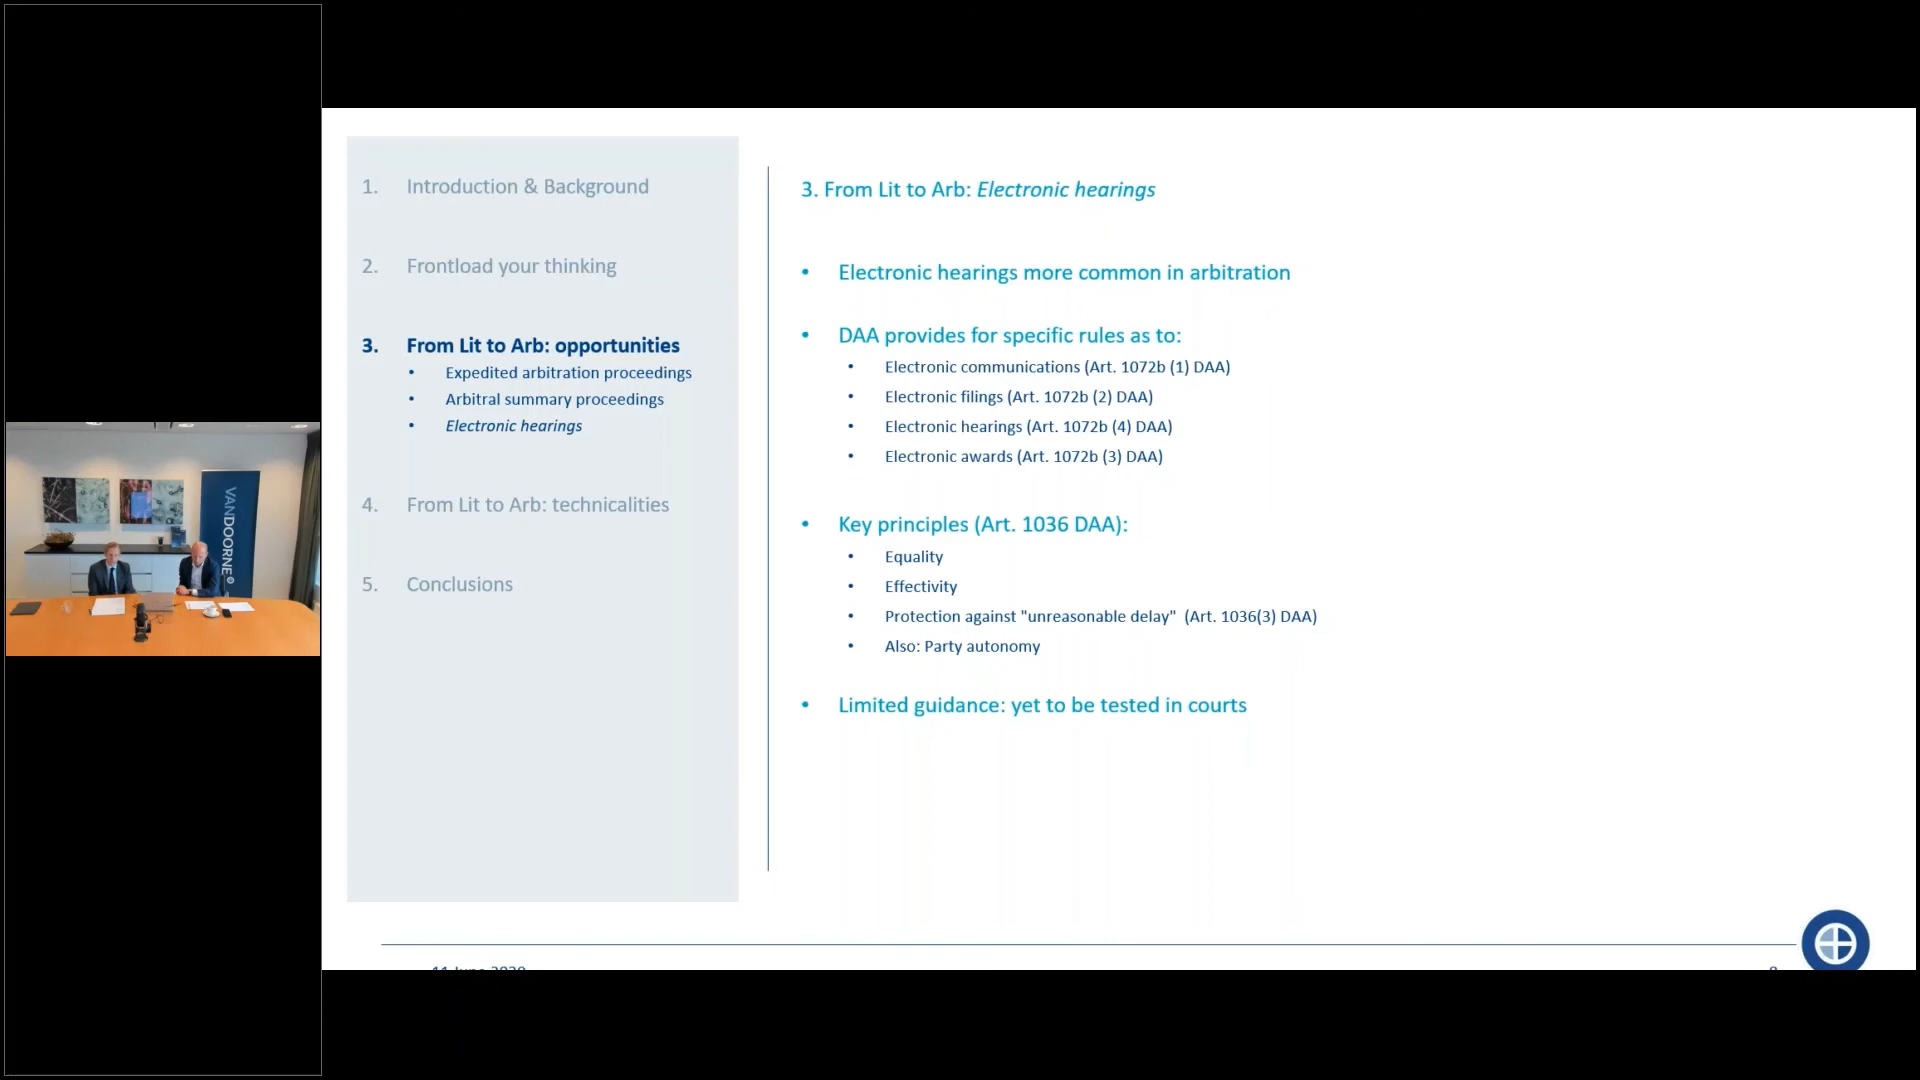 VANDOORNE
1. Introduction & Background
2. Frontload your thinking
3. From Lit to Arb: opportunities
• Expedited arbitration proceedings
• Arbitral summary proceedings
• Electronic hearings
4. From Lit to Arb: technicalities
5. Conclusions
3. From Lit to Arb: Electronic hearings
• Electronic hearings more common in arbitration
• DAA provides for specific rules as to:
• Electronic communications (Art. 1072b (1) DAA)
• Electronic filings (Art. 1072b (2) DAA)
• Electronic hearings (Art. 1072b (4) DAA)
• Electronic awards (Art. 1072b (3) DAA)
• Key principles (Art. 1036 DAA):
• Equality
• Effectivity
• Protection against "unreasonable delay"  (Art. 1036(3) DAA)
• Also: Party autonomy
• Limited guidance: yet to be tested in courts
11 June 2020